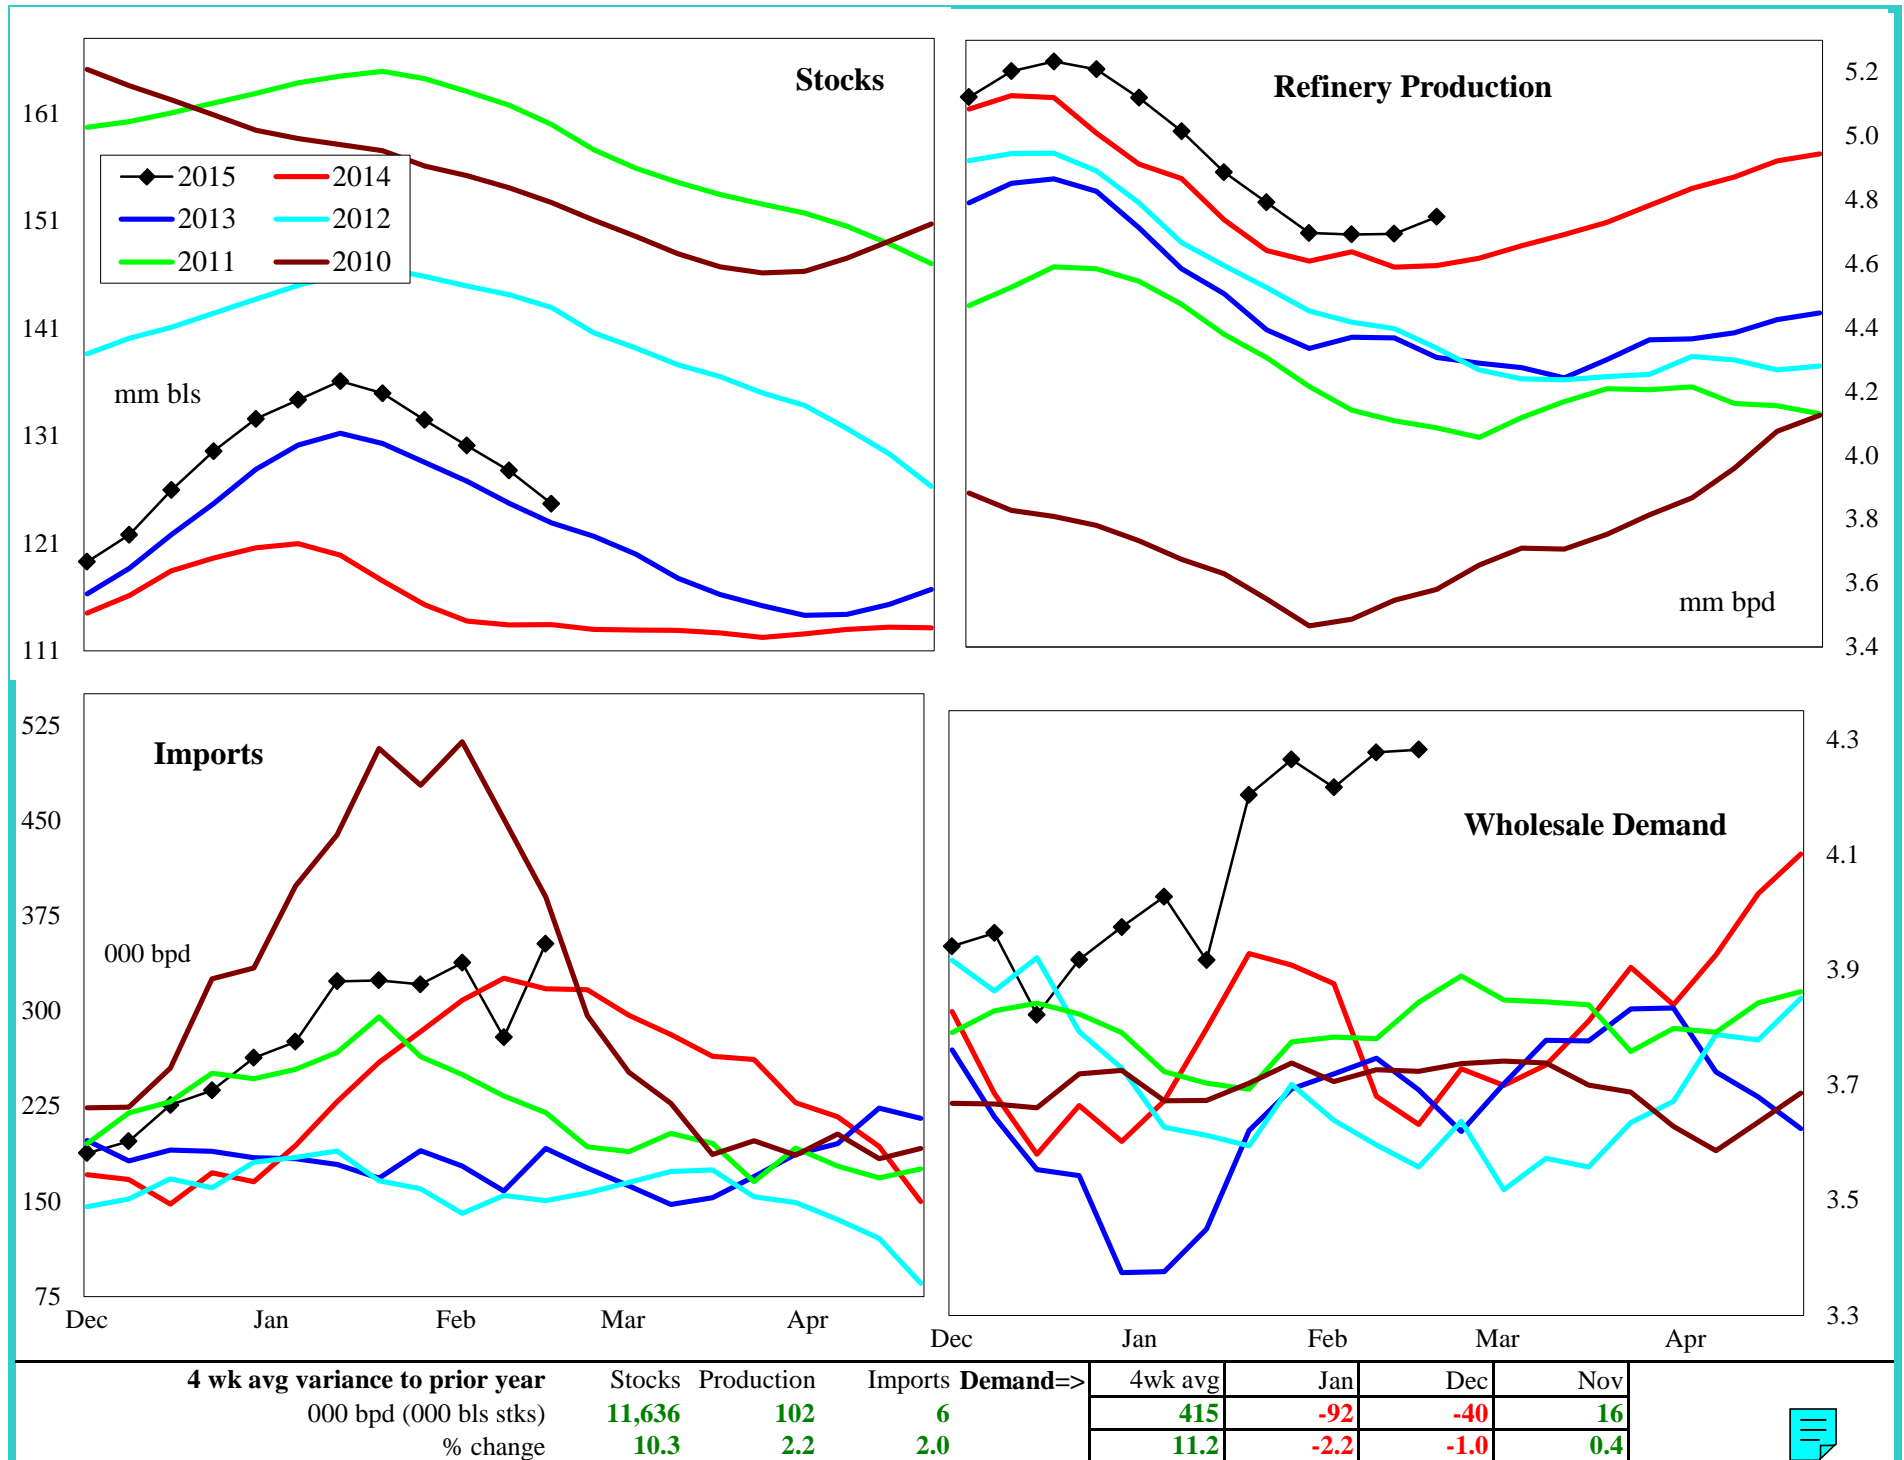 Stocks
161
151
141
131
121
111
2015 2014
2013 2012
2011 2010
mm bls
Refinery Production
5.2
5.0
4.8
4.6
4.4
4.2
4.0
3.8
3.6
3.4
mm bpd
Imports
525
450
375
300
225
150
75
000 bpd
Dec Jan Feb Mar Apr
Wholesale Demand
4.3
4.1
3.9
3.7
3.5
3.3
Dec Jan Feb Mar Apr
4 wk avg variance to prior year Stocks Production Imports Demand=> 4wk avg Jan Dec Nov
000 bpd (000 bls stks) 11,636 102 6 415 -92 -40 16
% change 10.3 2.2 2.0 11.2 -2.2 -1.0 0.4